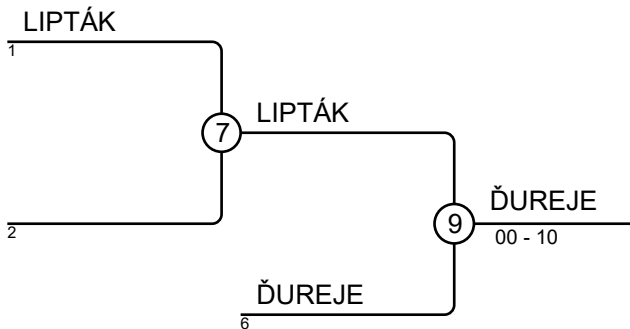 LIPTÁK
1
7
LIPTÁK
2
9
ĎUREJE
00 - 10
ĎUREJE
6